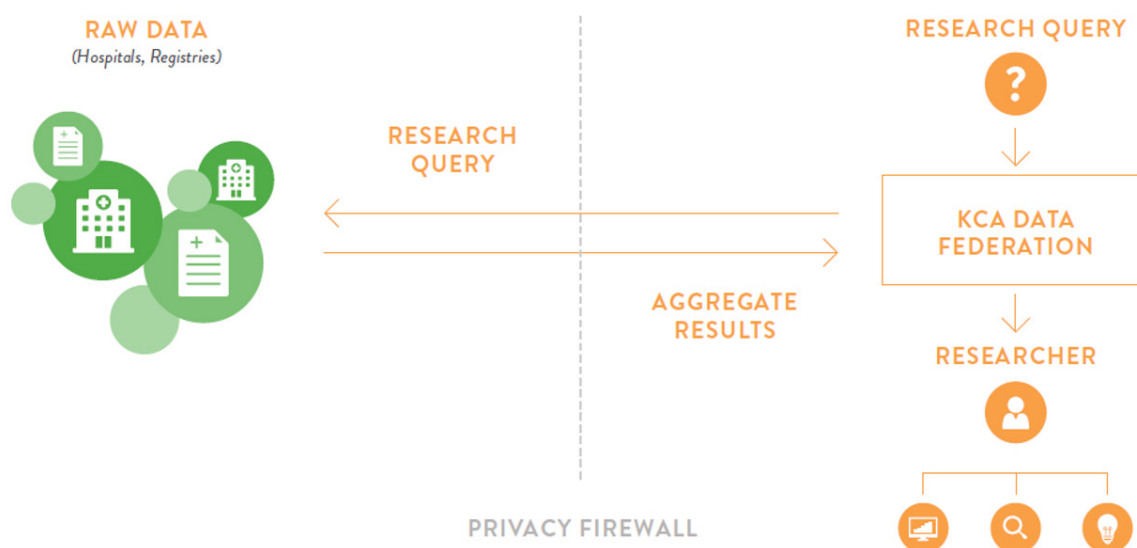 RAW DATA
(Hospitals, Registries)
RESEARCH
QUERY
AGGREGATE
RESULTS
PRIVACY FIREWALL
RESEARCH QUERY
?
KCA DATA
FEDERATION
RESEARCHER